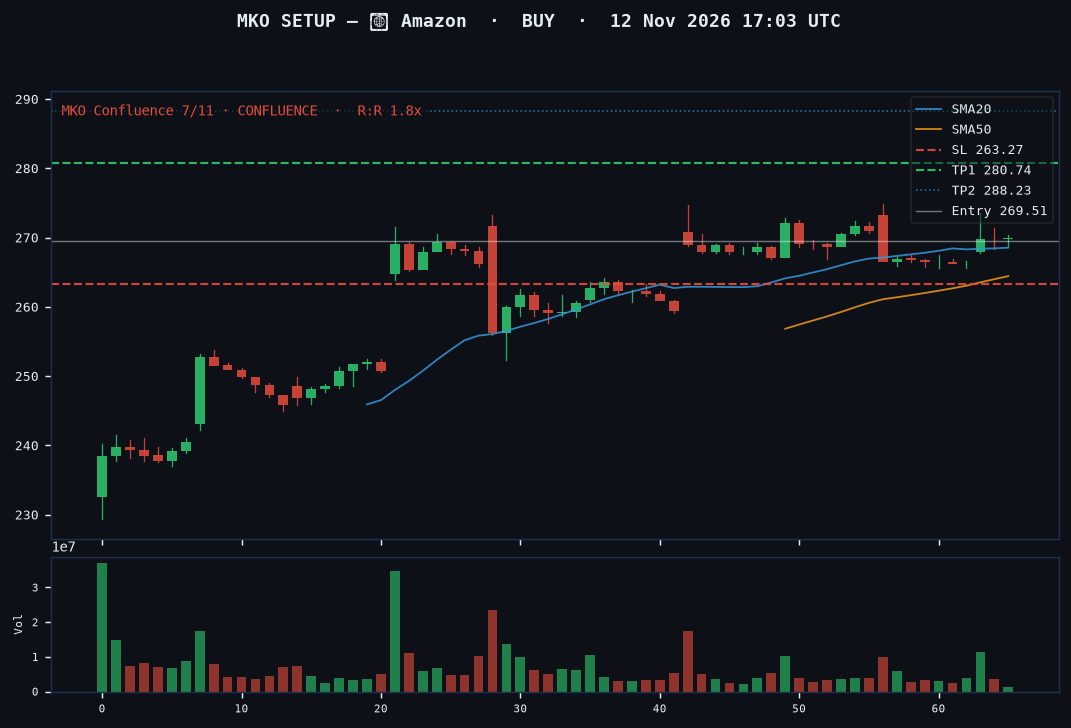 MKO SETUP — Amazon · BUY · 12 Nov 2026 17:03 UTC
MKO Confluence 7/11 · CONFLUENCE · R:R 1.8x
SMA20
SMA50
SL 263.27
TP1 280.74
TP2 288.23
Entry 269.51
290
280
270
260
250
240
230
1e7
Vol
3
2
1
0
0 10 20 30 40 50 60